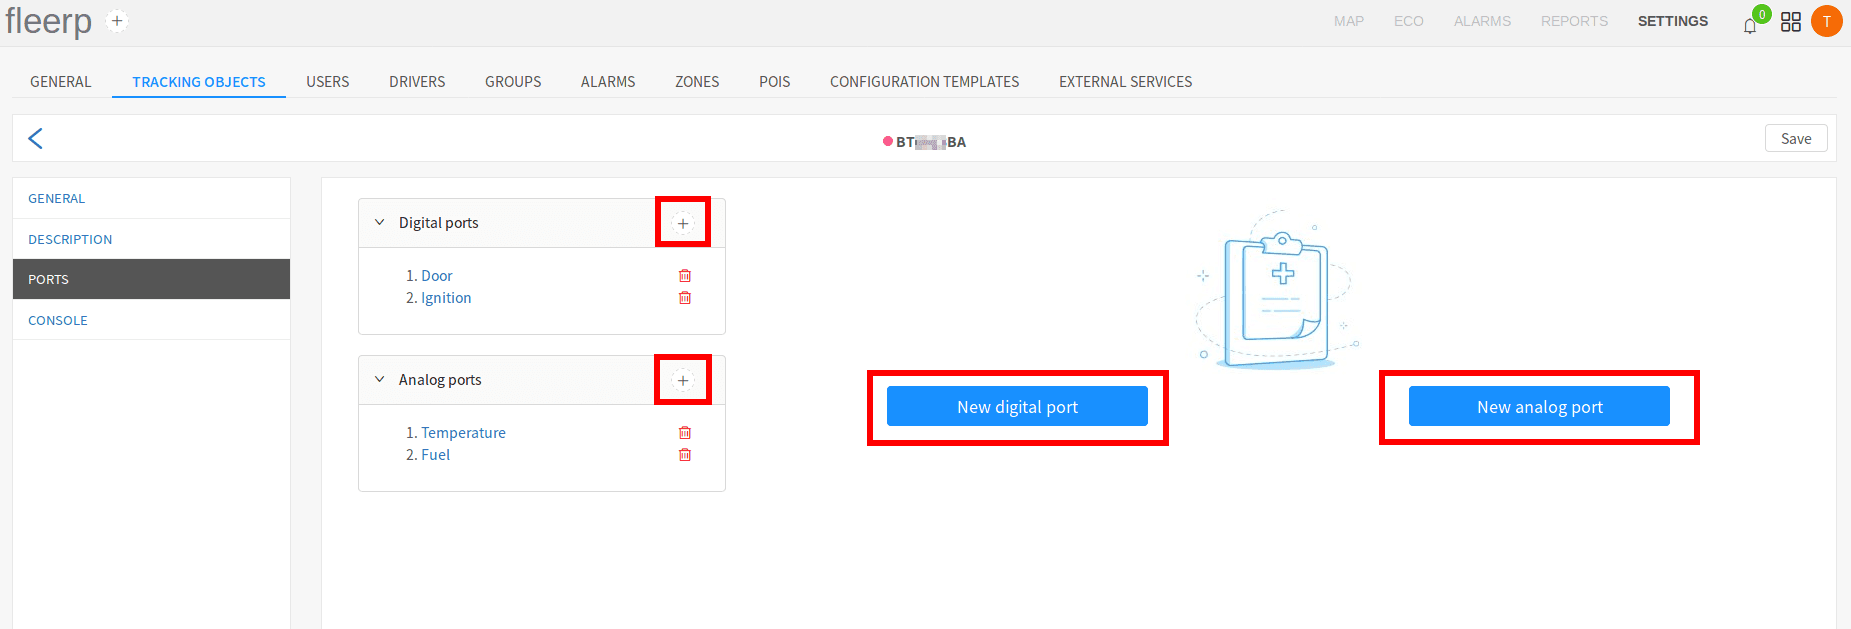 fleerp +
MAP ECO ALARMS REPORTS SETTINGS 0 T
GENERAL TRACKING OBJECTS USERS DRIVERS GROUPS ALARMS ZONES POIS CONFIGURATION TEMPLATES EXTERNAL SERVICES
BT BA
Save
GENERAL
DESCRIPTION
PORTS
CONSOLE
Digital ports +
1. Door
2. Ignition
Analog ports +
1. Temperature
2. Fuel
New digital port
New analog port